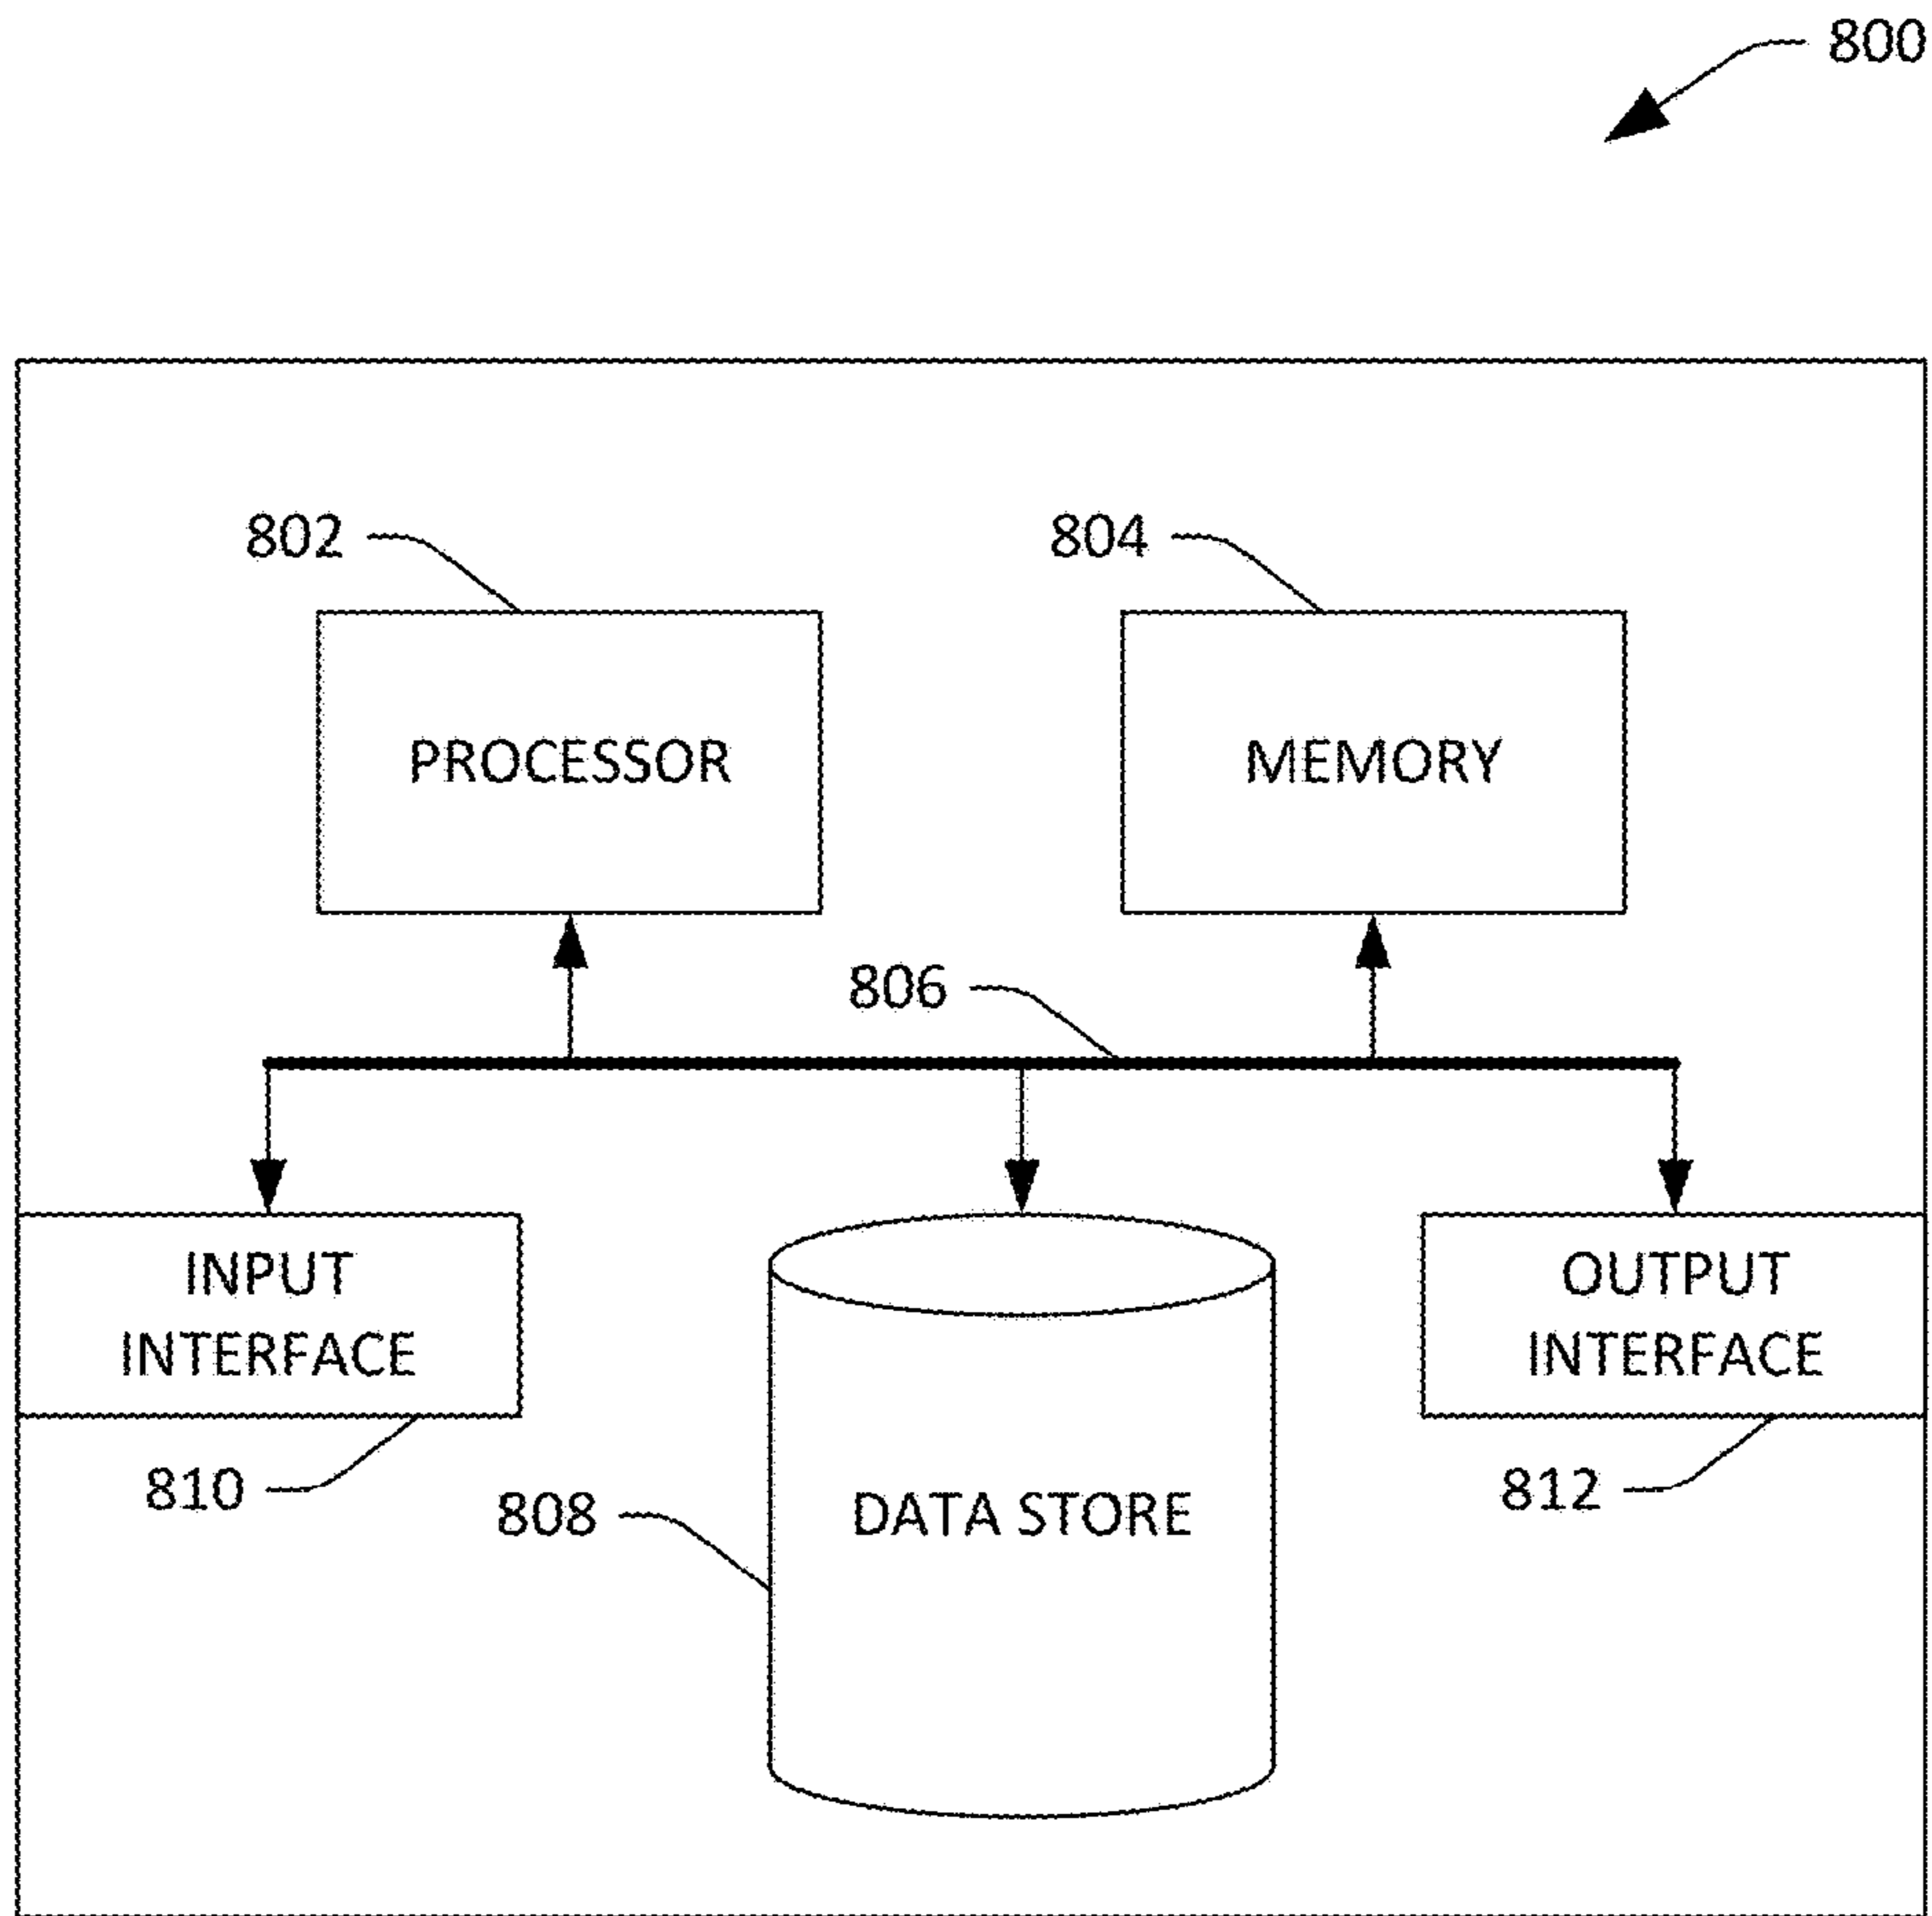 800
802
804
PROCESSOR
MEMORY
806
INPUT
INTERFACE
OUTPUT
INTERFACE
810
808
DATA STORE
812